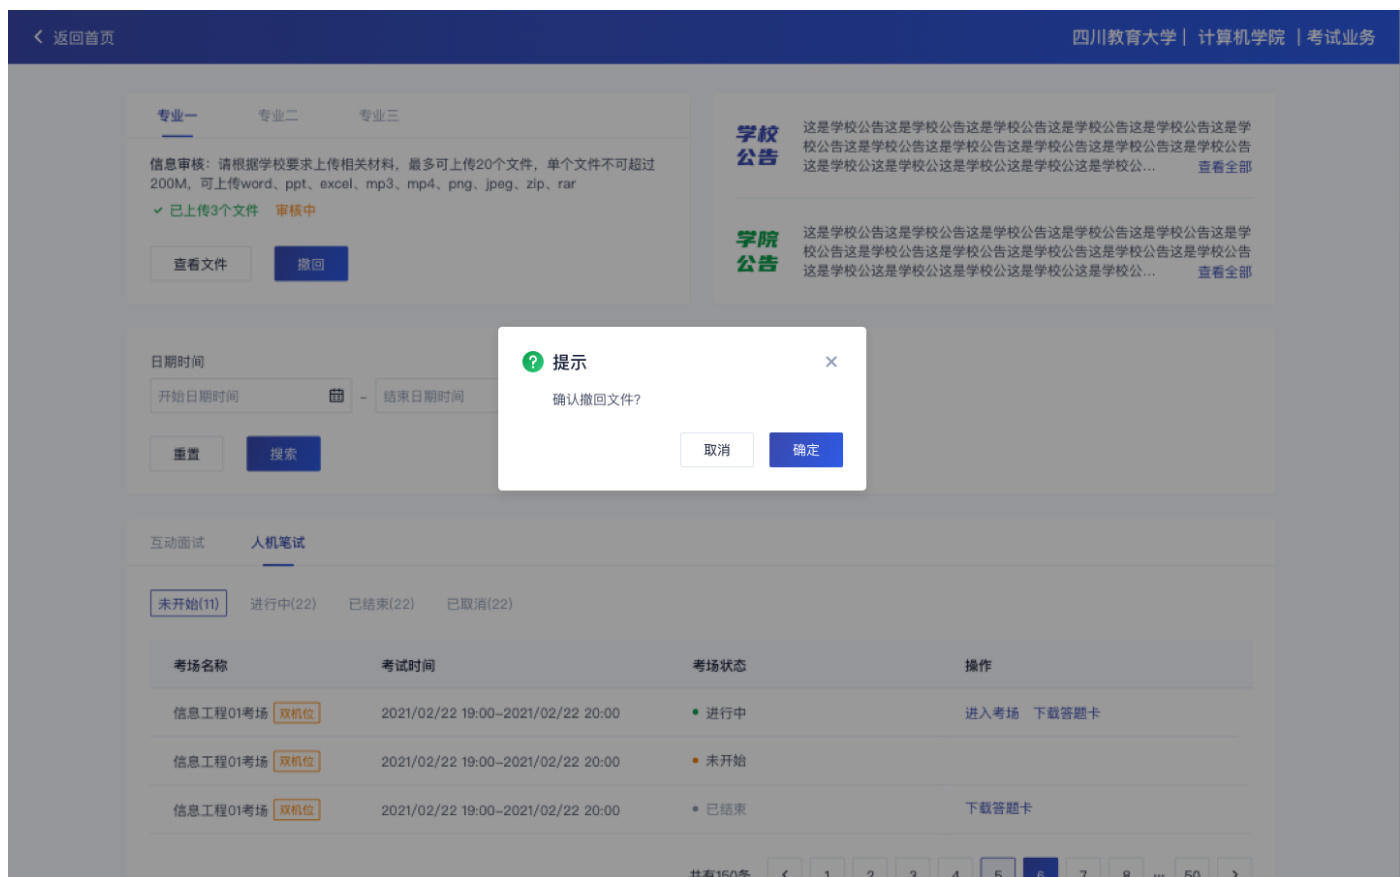 返回首页
四川教育大学 | 计算机学院 | 考试业务
专业一 专业二 专业三
信息审核：请根据学校要求上传相关材料，最多可上传20个文件，单个文件不可超过
200M，可上传word、ppt、excel、mp3、mp4、png、jpeg、zip、rar
已上传3个文件 审核中
查看文件 撤回
学校
公告
这是学校公告这是学校公告这是学校公告这是学校公告这是学校公告这是学
校公告这是学校公告这是学校公告这是学校公告这是学校公告这是学校公告
这是学校公这是学校公这是学校公这是学校公这是学校公... 查看全部
学院
公告
这是学校公告这是学校公告这是学校公告这是学校公告这是学校公告这是学
校公告这是学校公告这是学校公告这是学校公告这是学校公告这是学校公告
这是学校公这是学校公这是学校公这是学校公这是学校公... 查看全部
日期时间
开始日期时间 – 结束日期时间
重置 搜索
提示
确认撤回文件?
取消 确定
互动面试 人机笔试
未开始(11) 进行中(22) 已结束(22) 已取消(22)
考场名称 考试时间 考场状态 操作
信息工程01考场 双机位 2021/02/22 19:00–2021/02/22 20:00 进行中 进入考场 下载答题卡
信息工程01考场 双机位 2021/02/22 19:00–2021/02/22 20:00 未开始
信息工程01考场 双机位 2021/02/22 19:00–2021/02/22 20:00 已结束 下载答题卡
共有150条 1 2 3 4 5 6 7 8 ... 50